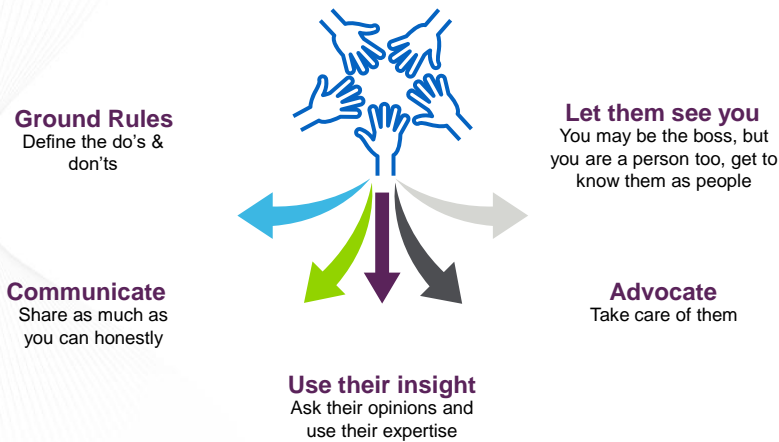 Ground Rules
Define the do's &
don'ts
Let them see you
You may be the boss, but
you are a person too, get to
know them as people
Communicate
Share as much as
you can honestly
Advocate
Take care of them
Use their insight
Ask their opinions and
use their expertise